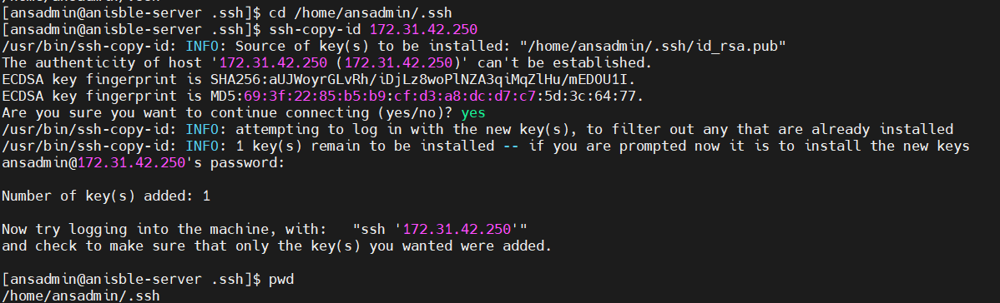 [ansadmin@anisble-server .ssh]$ cd /home/ansadmin/.ssh
[ansadmin@anisble-server .ssh]$ ssh-copy-id 172.31.42.250
/usr/bin/ssh-copy-id: INFO: Source of key(s) to be installed: "/home/ansadmin/.ssh/id_rsa.pub"
The authenticity of host '172.31.42.250 (172.31.42.250)' can't be established.
ECDSA key fingerprint is SHA256:aUJWoyrGLvRh/iDjLz8woPlNZA3qiMqZlHu/mEDOU1I.
ECDSA key fingerprint is MD5:69:3f:22:85:b5:b9:cf:d3:a8:dc:d7:c7:5d:3c:64:77.
Are you sure you want to continue connecting (yes/no)? yes
/usr/bin/ssh-copy-id: INFO: attempting to log in with the new key(s), to filter out any that are already installed
/usr/bin/ssh-copy-id: INFO: 1 key(s) remain to be installed -- if you are prompted now it is to install the new keys
ansadmin@172.31.42.250's password:
Number of key(s) added: 1
Now try logging into the machine, with:   "ssh '172.31.42.250'"
and check to make sure that only the key(s) you wanted were added.
[ansadmin@anisble-server .ssh]$ pwd
/home/ansadmin/.ssh